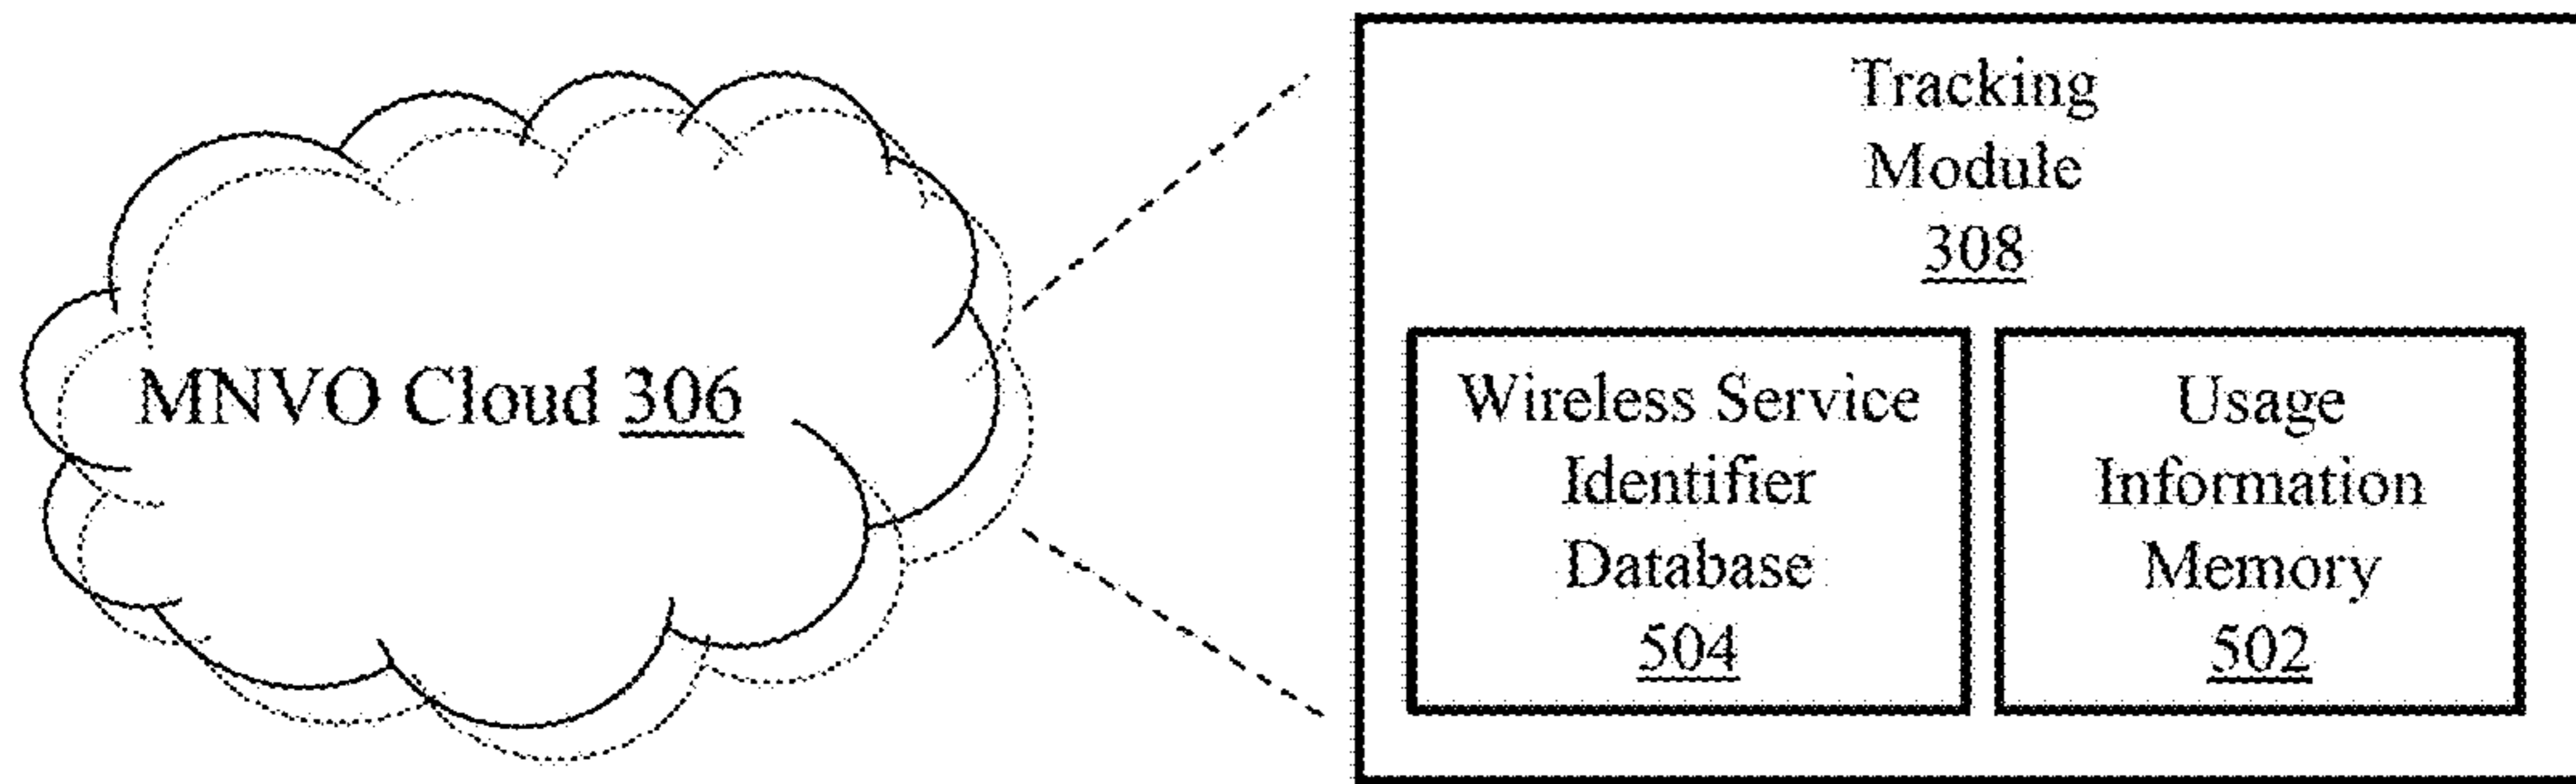 MNVO Cloud 306
Tracking
Module
308
Wireless Service
Identifier
Database
504
Usage
Information
Memory
502